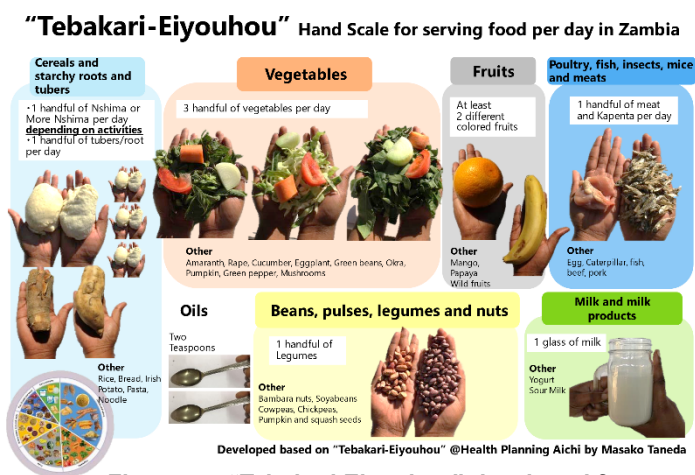 “Tebakari-Eiyouhou” Hand Scale for serving food per day in Zambia
Cereals and
starchy roots and
tubers
・1 handful of Nshima or
More Nshima per day
depending on activities
・1 handful of tubers/root
per day
Other
Rice, Bread, Irish
Potato, Pasta,
Noodle
Vegetables
3 handful of vegetables per day
Other
Amaranth, Rape, Cucumber, Eggplant, Green beans, Okra,
Pumpkin, Green pepper, Mushrooms
Fruits
At least
2 different
colored fruits
Other
Mango,
Papaya
Wild fruits
Poultry, fish, insects, mice
and meats
1 handful of meat
and Kapenta per day
Other
Egg, Caterpillar, fish,
beef, pork
Oils
Two
Teaspoons
Beans, pulses, legumes and nuts
1 handful of
Legumes
Other
Bambara nuts, Soyabeans
Cowpeas, Chickpeas,
Pumpkin and squash seeds
Milk and milk
products
1 glass of milk
Other
Yogurt
Sour Milk
Developed based on “Tebakari-Eiyouhou” @Health Planning Aichi by Masako Taneda